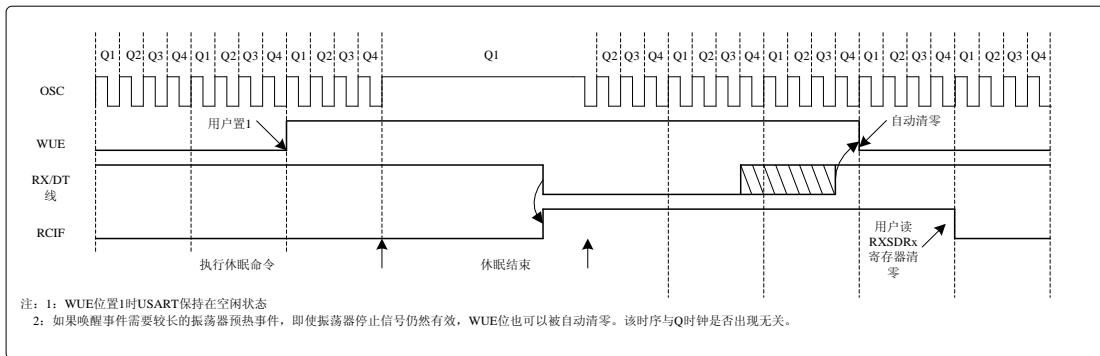 Q1 Q2 Q3 Q4 Q1 Q2 Q3 Q4 Q1 Q2 Q3 Q4 Q1 Q2 Q3 Q4 Q1 Q2 Q3 Q4 Q1 Q2 Q3 Q4 Q1 Q2 Q3 Q4 Q1 Q2 Q3 Q4
OSC
用户置1
自动清零
WUE
RX/DT
线
RCIF
用户读
RXSDRx
寄存器清
零
执行休眠命令
休眠结束
注:1:WUE位置1时USART保持在空闲状态
2:如果唤醒事件需要较长的振荡器预热事件,即使振荡器停止信号仍然有效,WUE位也可以被自动清零。该时序与Q时钟是否出现无关。